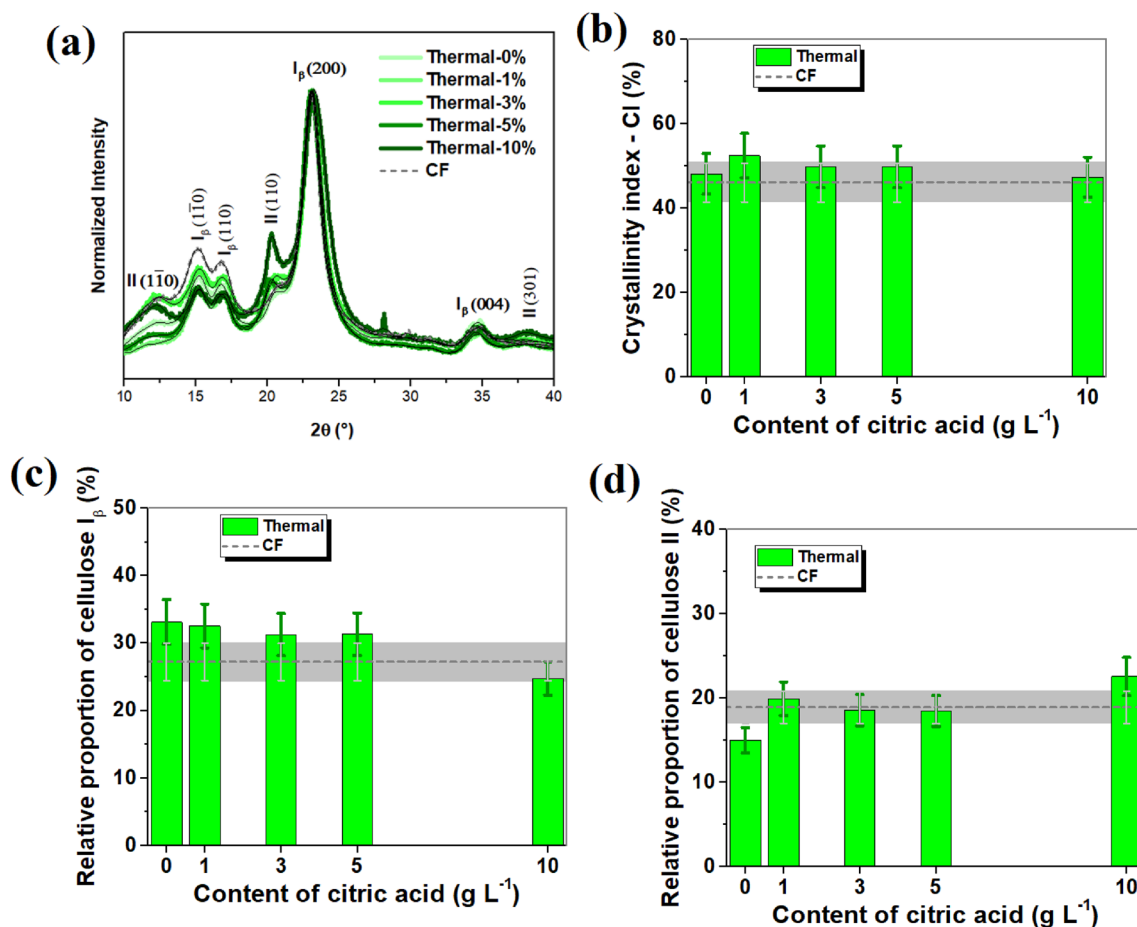 (a)
Normalized Intensity
Thermal-0%
Thermal-1%
Thermal-3%
Thermal-5%
Thermal-10%
CF
II (11̅0)
Iβ (11̅0)
Iβ (110)
II (110)
Iβ (200)
Iβ (004)
II (301)
10 15 20 25 30 35 40
2θ (°)
(b)
Crystallinity index - CI (%)
80
60
40
20
0
Thermal
CF
0 1 3 5 10
Content of citric acid (g L⁻¹)
(c)
Relative proportion of cellulose Iβ (%)
50
40
30
20
10
0
Thermal
CF
0 1 3 5 10
Content of citric acid (g L⁻¹)
(d)
Relative proportion of cellulose II (%)
40
30
20
10
0
Thermal
CF
0 1 3 5 10
Content of citric acid (g L⁻¹)